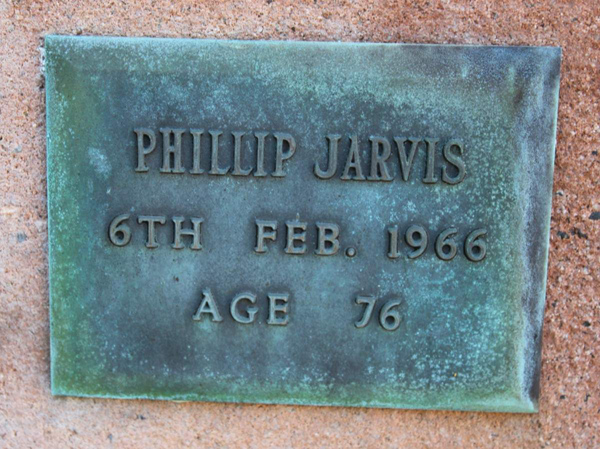 PHILLIP JARVIS
6TH FEB. 1966
AGE 76